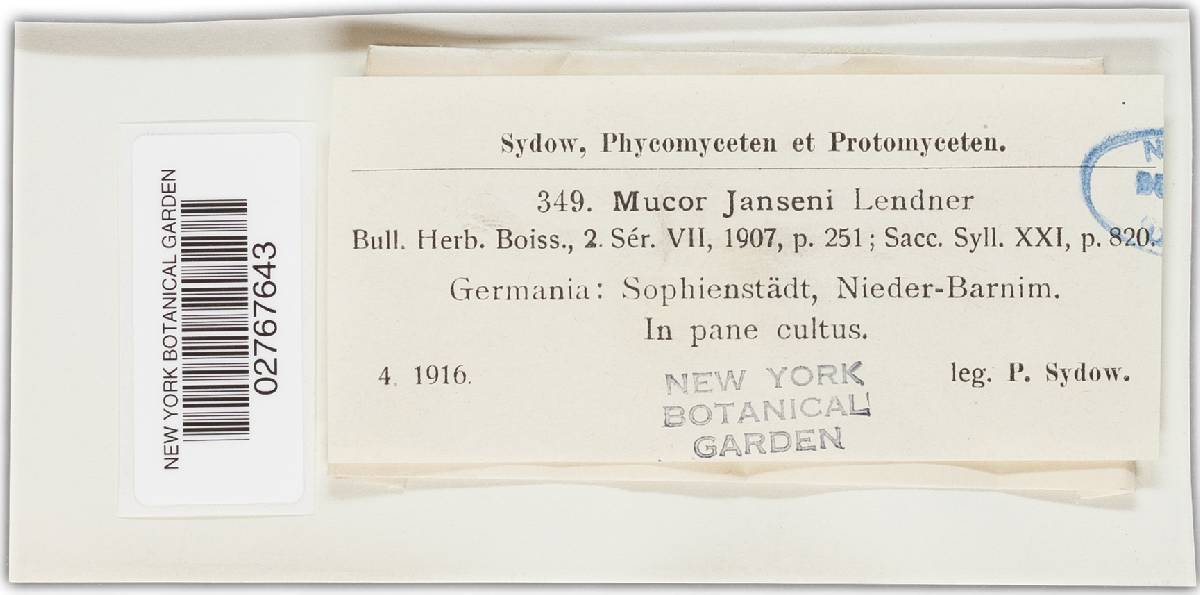 NEW YORK BOTANICAL GARDEN
02767643
Sydow, Phycomyceten et Protomyceten.
349. Mucor Janseni Lendner
Bull. Herb. Boiss., 2. Sér. VII, 1907, p. 251; Sacc. Syll. XXI, p. 820.
Germania: Sophienstädt, Nieder-Barnim.
In pane cultus.
4. 1916.
leg. P. Sydow.
NEW YORK
BOTANICAL
GARDEN